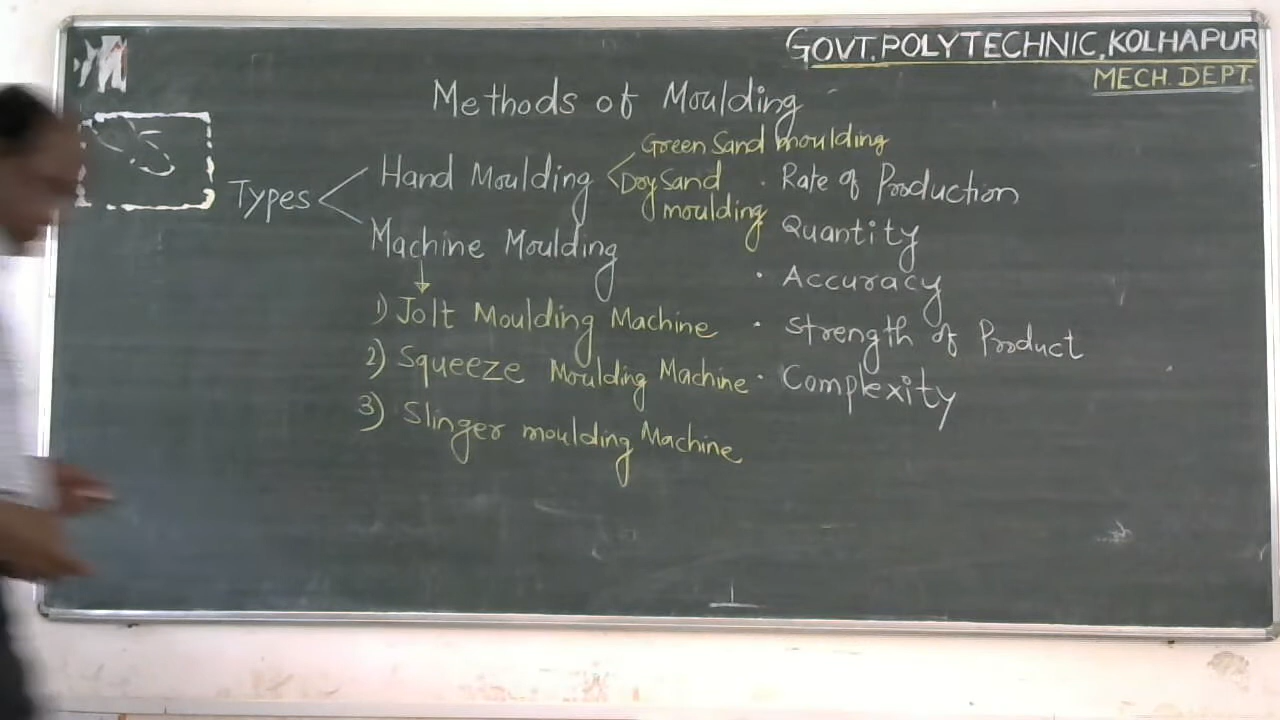 GOVT. POLYTECHNIC, KOLHAPUR
MECH. DEPT.
Methods of Moulding
Types
Hand Moulding
Green Sand moulding
Dry Sand
moulding
Machine Moulding
1) Jolt Moulding Machine
2) Squeeze Moulding Machine
3) Slinger moulding Machine
· Rate of Production
Quantity
· Accuracy
· Strength of Product
· Complexity